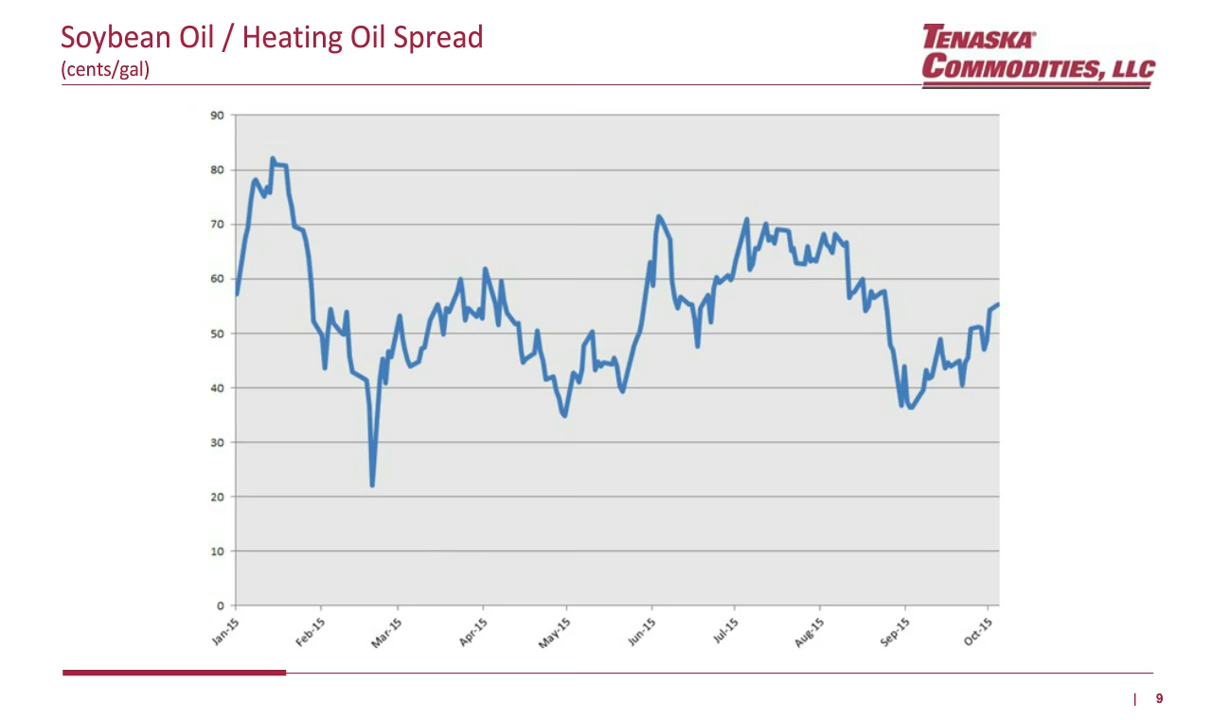 Soybean Oil / Heating Oil Spread
(cents/gal)
TENASKA®
COMMODITIES, LLC
90
80
70
60
50
40
30
20
10
0
Jan-15
Feb-15
Mar-15
Apr-15
May-15
Jun-15
Jul-15
Aug-15
Sep-15
Oct-15
| 9